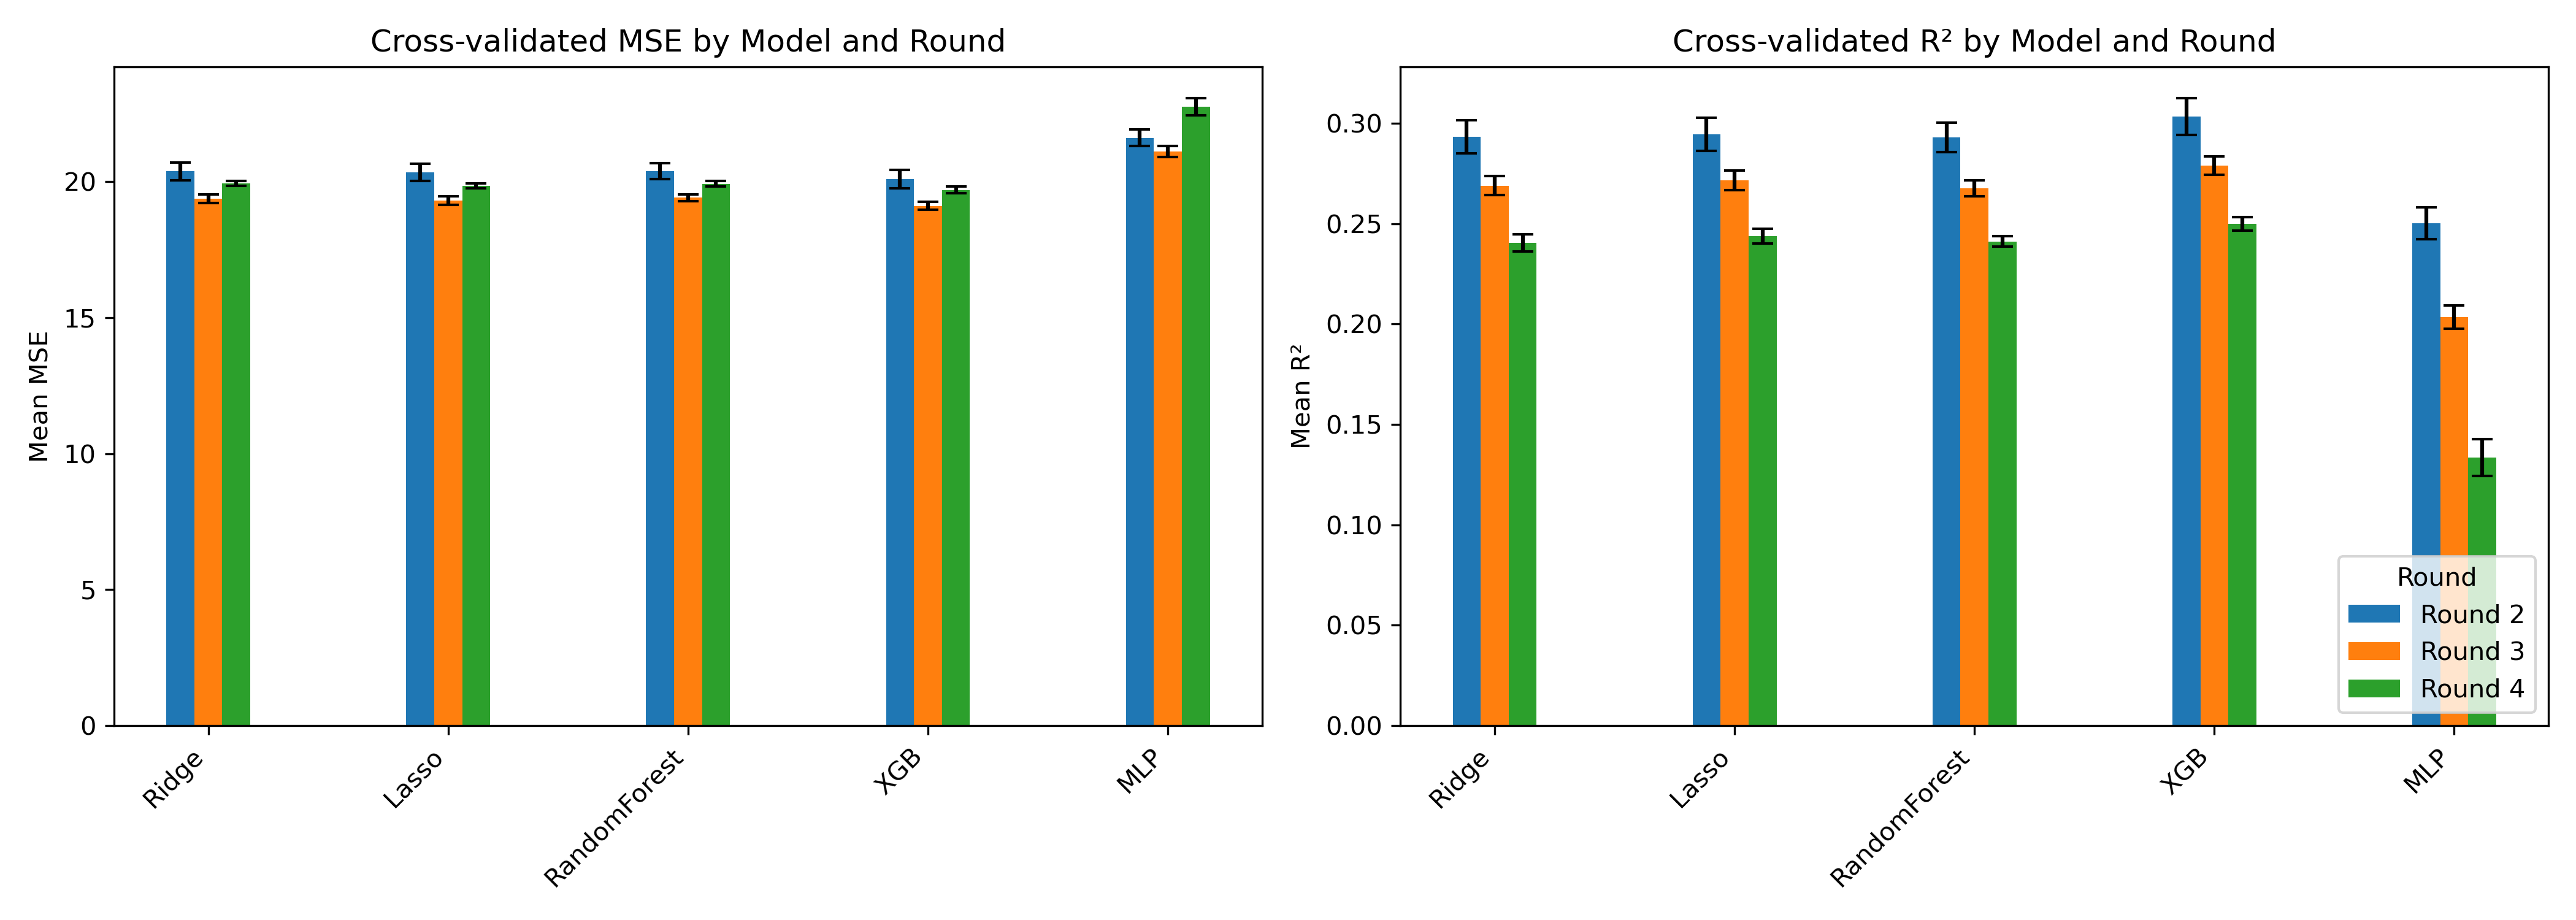 Cross-validated MSE by Model and Round
Mean MSE
20
15
10
5
0
Ridge
Lasso
RandomForest
XGB
MLP
Cross-validated R² by Model and Round
Mean R²
0.30
0.25
0.20
0.15
0.10
0.05
0.00
Round
Round 2
Round 3
Round 4
Ridge
Lasso
RandomForest
XGB
MLP